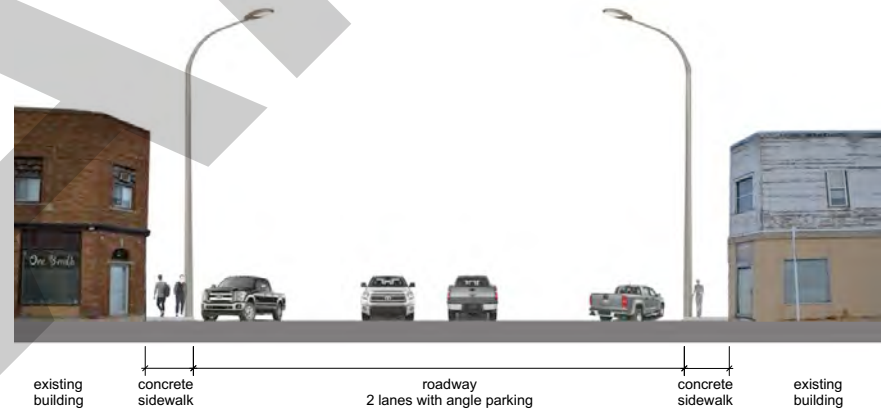 existing
building
concrete
sidewalk
roadway
2 lanes with angle parking
concrete
sidewalk
existing
building